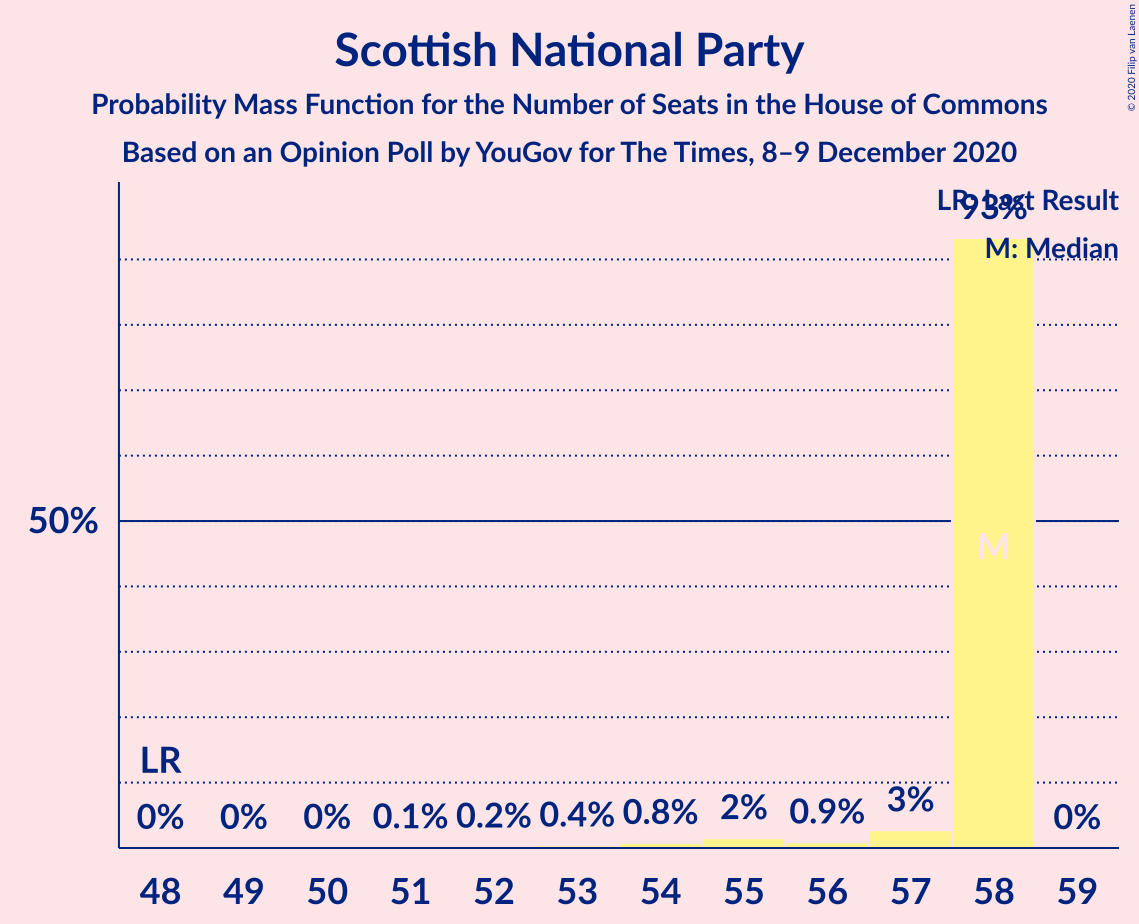 © 2020 Filip van Laenen
Scottish National Party
Probability Mass Function for the Number of Seats in the House of Commons
Based on an Opinion Poll by YouGov for The Times, 8–9 December 2020
LR: Last Result
93%
M: Median
50%
M
LR
0% 0% 0% 0.1% 0.2% 0.4% 0.8% 2% 0.9% 3% 0%
48 49 50 51 52 53 54 55 56 57 58 59